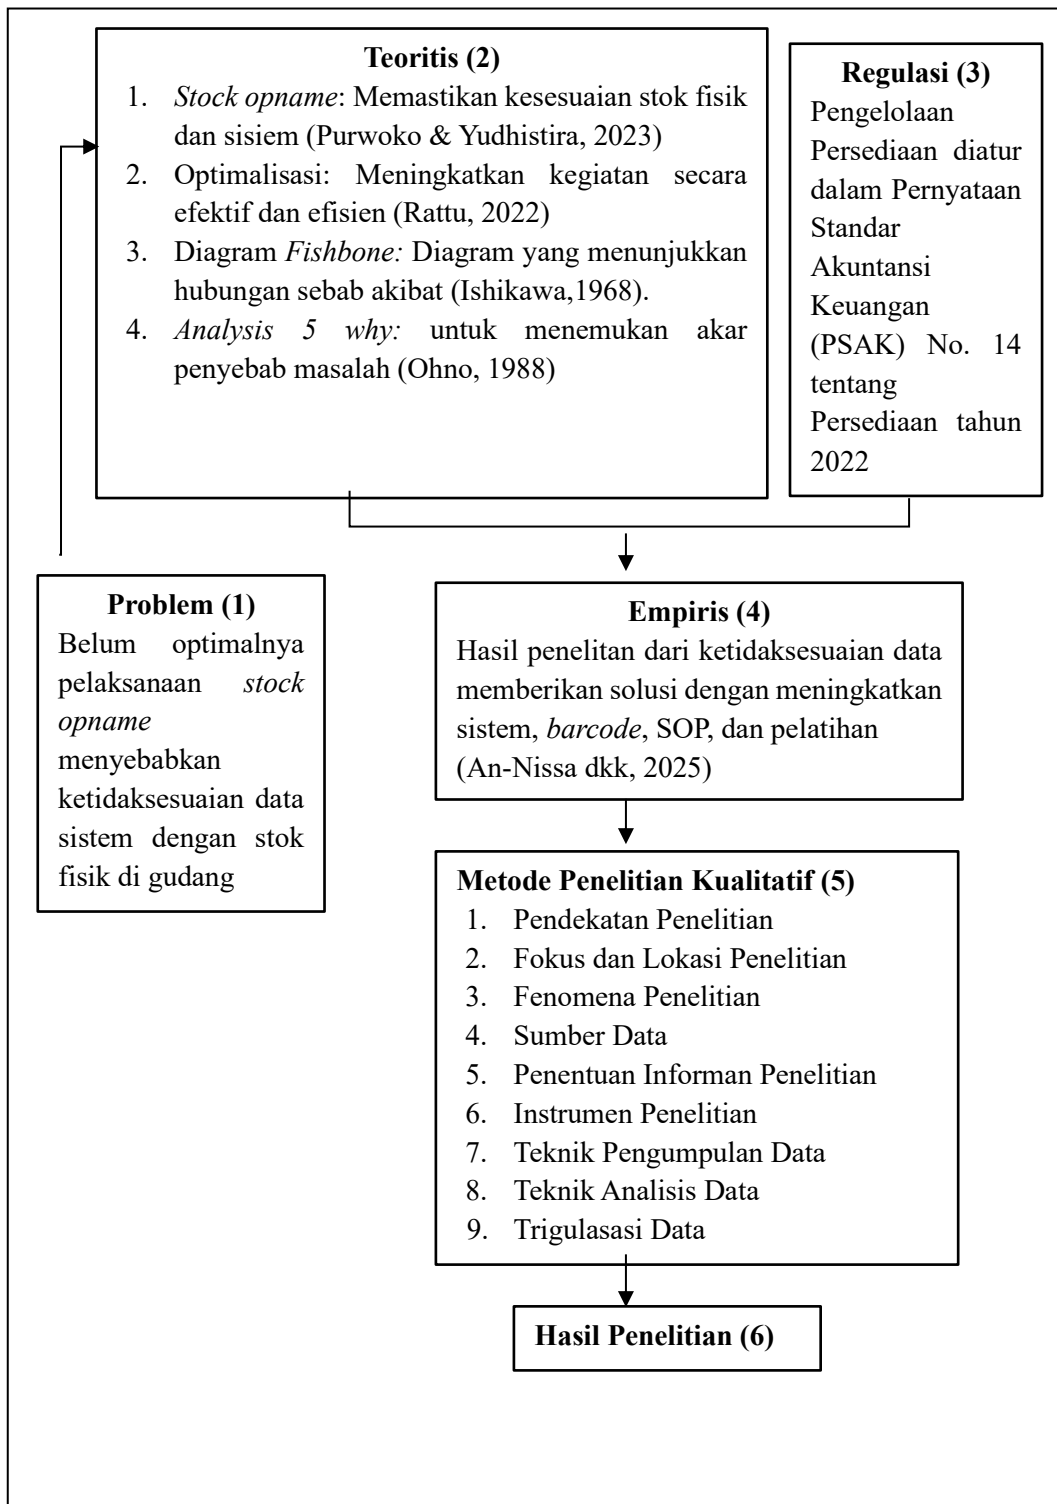 Teoritis (2)
1. Stock opname: Memastikan kesesuaian stok fisik
dan sisiem (Purwoko & Yudhistira, 2023)
2. Optimalisasi: Meningkatkan kegiatan secara
efektif dan efisien (Rattu, 2022)
3. Diagram Fishbone: Diagram yang menunjukkan
hubungan sebab akibat (Ishikawa,1968).
4. Analysis 5 why: untuk menemukan akar
penyebab masalah (Ohno, 1988)
Regulasi (3)
Pengelolaan
Persediaan diatur
dalam Pernyataan
Standar
Akuntansi
Keuangan
(PSAK) No. 14
tentang
Persediaan tahun
2022
Problem (1)
Belum optimalnya
pelaksanaan stock
opname
menyebabkan
ketidaksesuaian data
sistem dengan stok
fisik di gudang
Empiris (4)
Hasil penelitan dari ketidaksesuaian data
memberikan solusi dengan meningkatkan
sistem, barcode, SOP, dan pelatihan
(An-Nissa dkk, 2025)
Metode Penelitian Kualitatif (5)
1. Pendekatan Penelitian
2. Fokus dan Lokasi Penelitian
3. Fenomena Penelitian
4. Sumber Data
5. Penentuan Informan Penelitian
6. Instrumen Penelitian
7. Teknik Pengumpulan Data
8. Teknik Analisis Data
9. Trigulasasi Data
Hasil Penelitian (6)